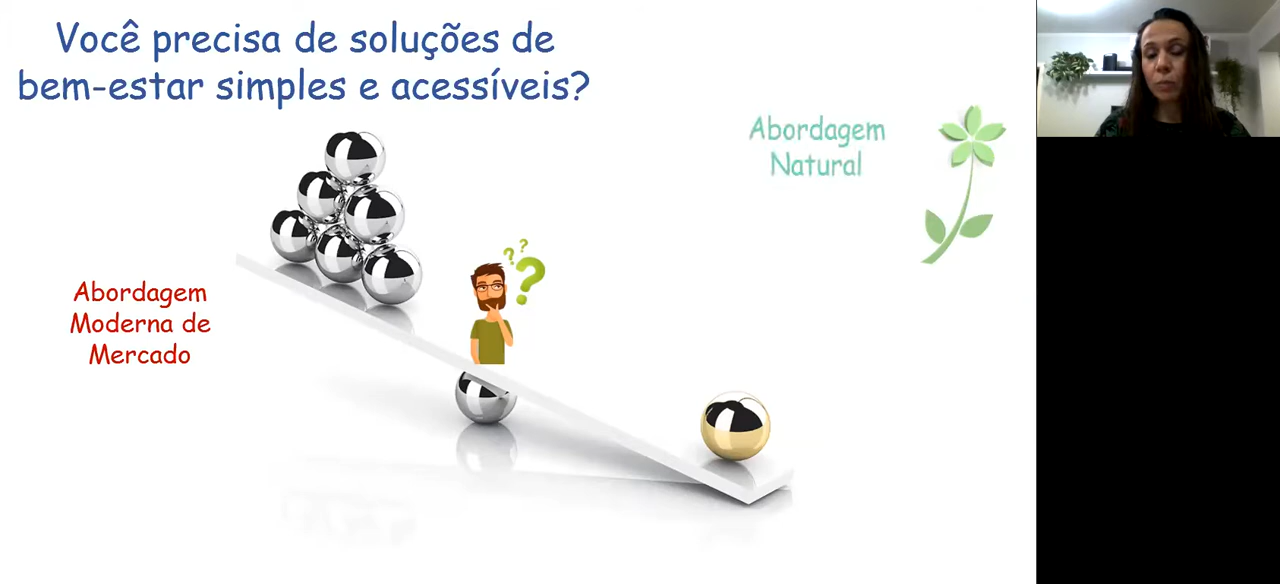 Você precisa de soluções de
bem-estar simples e acessíveis?
Abordagem
Natural
Abordagem
Moderna de
Mercado